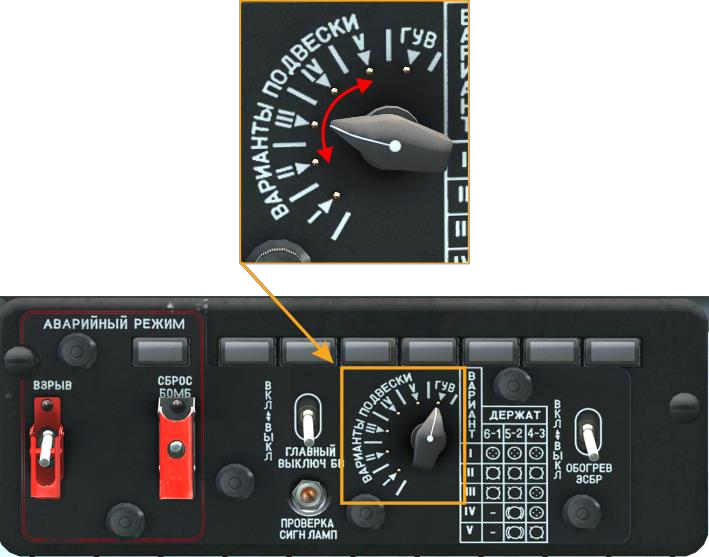 ВАРИАНТЫ ПОДВЕСКИ
I
II
III
IV
V
ГУВ
ВАРИАНТ
I
II
III
IV
АВАРИЙНЫЙ РЕЖИМ
ВЗРЫВ
СБРОС
БОМБ
ВКЛ ВЫКЛ
ГЛАВНЫЙ
ВЫКЛЮЧ БВ
ПРОВЕРКА
СИГН ЛАМП
ВАРИАНТЫ ПОДВЕСКИ
I
II
III
IV
V
ГУВ
ВАРИАНТ
ДЕРЖАТ
6-1 5-2 4-3
I
II
III
IV -
V - -
ВКЛ ВЫКЛ
ОБОГРЕВ
ЭСБР